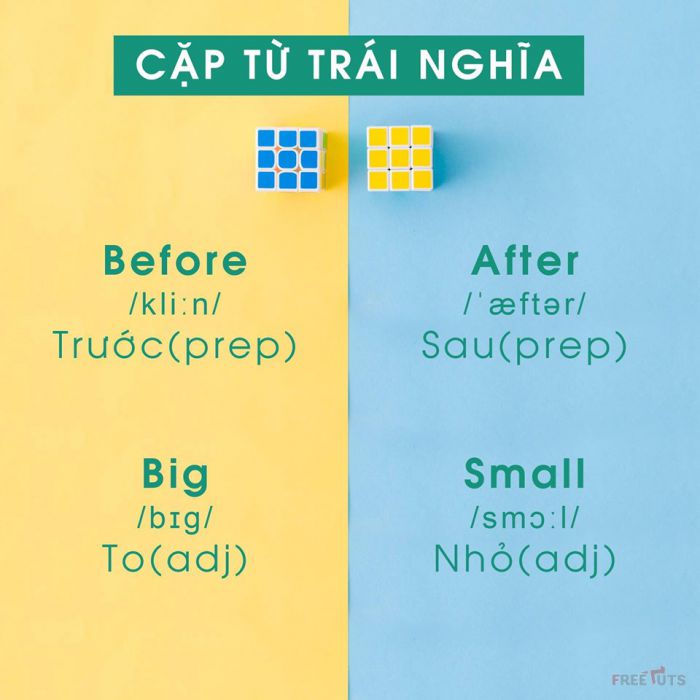 CẶP TỪ TRÁI NGHĨA
Before
/kliːn/
Trước(prep)
After
/ˈæftər/
Sau(prep)
Big
/bɪg/
To(adj)
Small
/smɔːl/
Nhỏ(adj)
FREETUTS